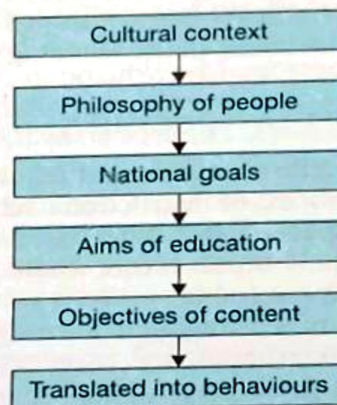 Cultural context
Philosophy of people
National goals
Aims of education
Objectives of content
Translated into behaviours